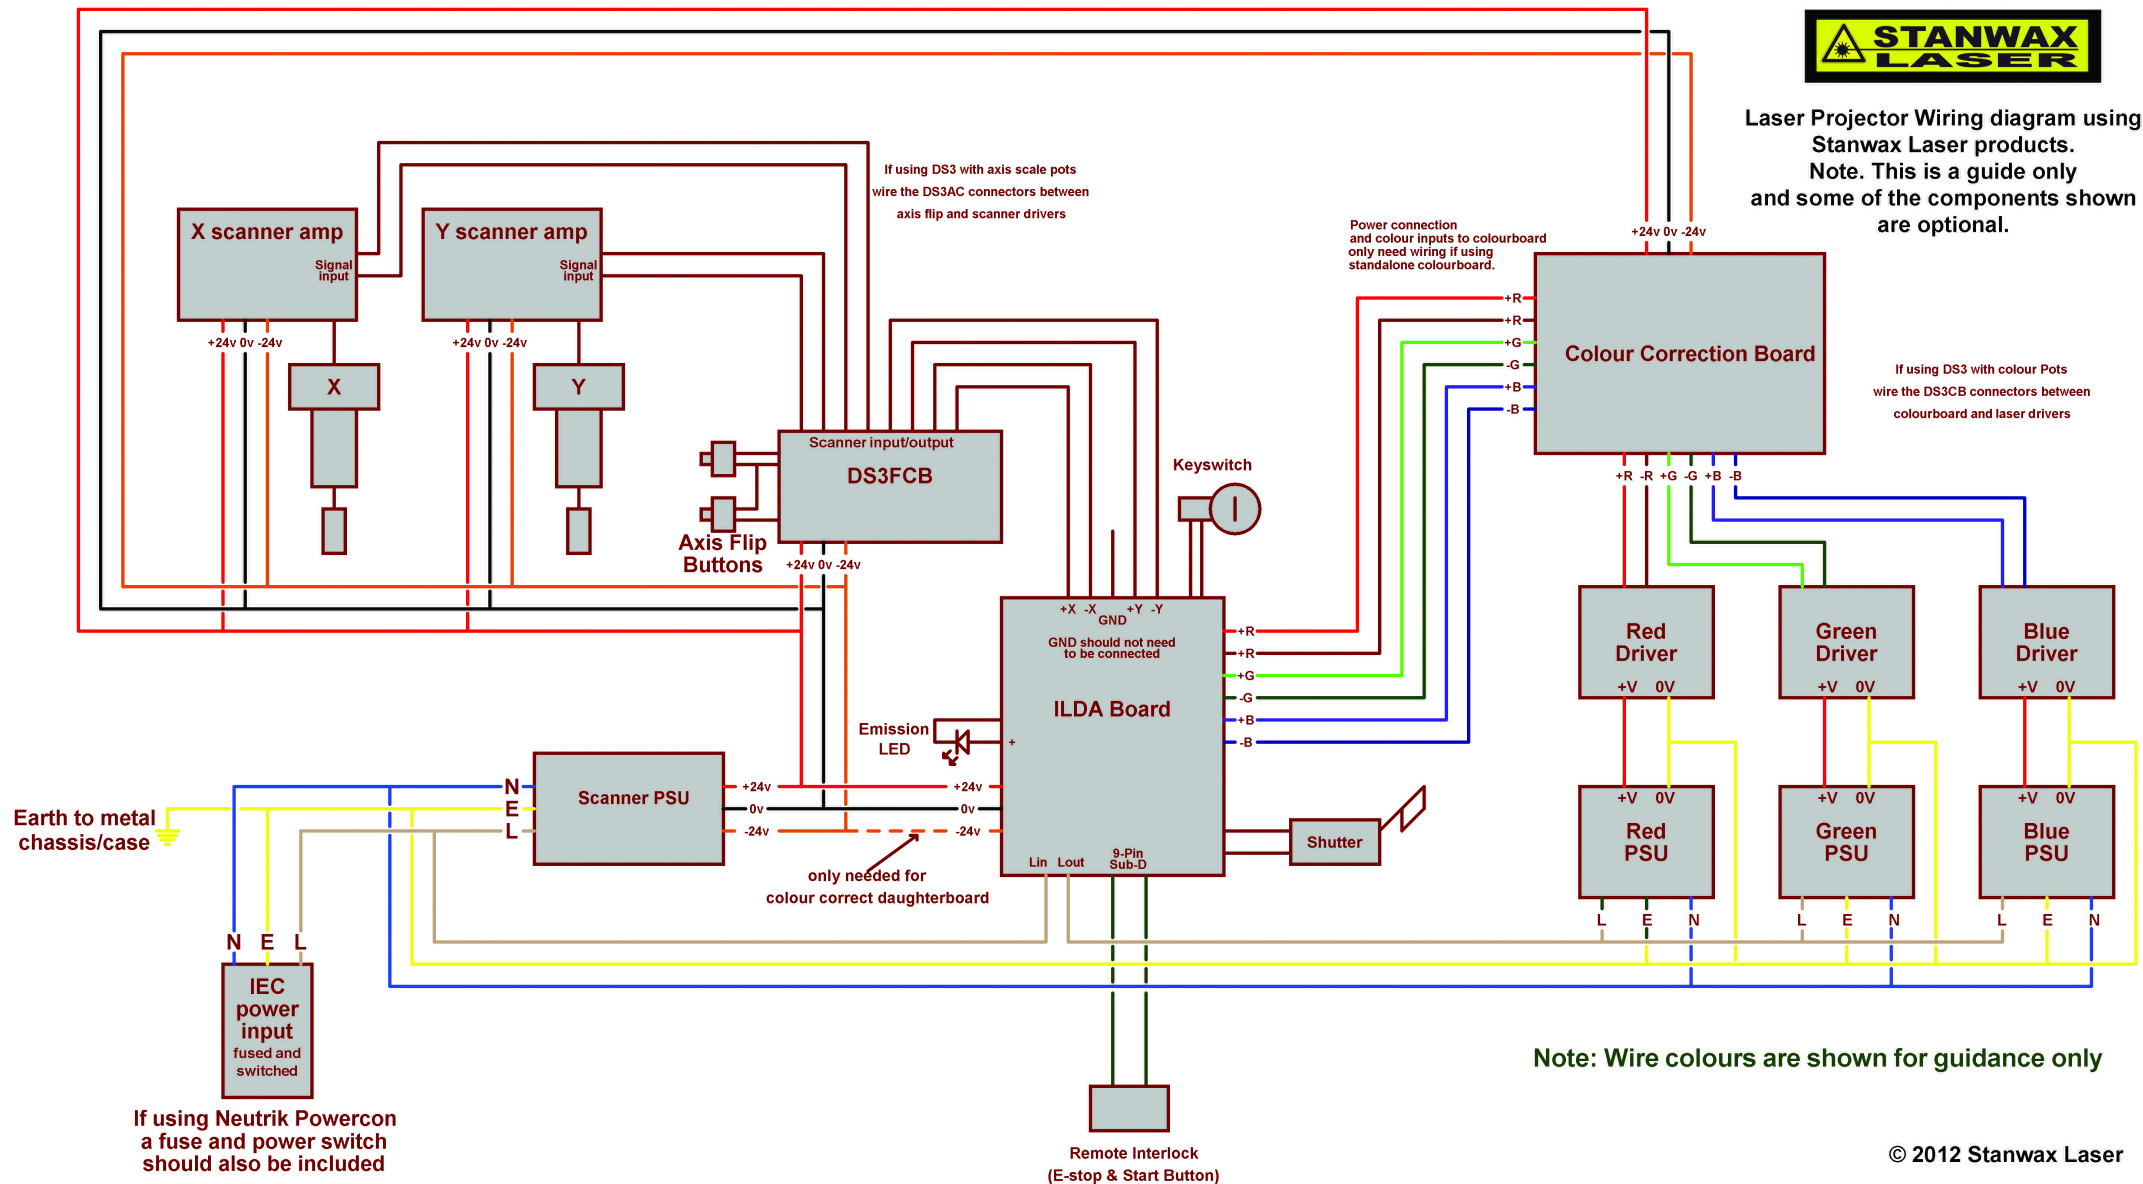 STANWAX
LASER
Laser Projector Wiring diagram using
Stanwax Laser products.
Note. This is a guide only
and some of the components shown
are optional.
If using DS3 with axis scale pots
wire the DS3AC connectors between
axis flip and scanner drivers
X scanner amp
Signal
input
+24v 0v -24v
X
Y scanner amp
Signal
input
+24v 0v -24v
Y
Power connection
and colour inputs to colourboard
only need wiring if using
standalone colourboard.
+24v 0v -24v
+R
+R
+G
-G
+B
-B
Colour Correction Board
+R -R +G -G +B -B
If using DS3 with colour Pots
wire the DS3CB connectors between
colourboard and laser drivers
Scanner input/output
DS3FCB
+24v 0v -24v
Axis Flip
Buttons
Keyswitch
+X -X
GND
+Y -Y
GND should not need
to be connected
ILDA Board
+R
+R
+G
-G
+B
-B
Emission
LED
+
+24v
0v
-24v
Lin
Lout
9-Pin
Sub-D
Shutter
Red
Driver
+V 0V
Green
Driver
+V 0V
Blue
Driver
+V 0V
+V 0V
Red
PSU
L E N
+V 0V
Green
PSU
L E N
+V 0V
Blue
PSU
L E N
Scanner PSU
N
E
L
+24v
0v
-24v
only needed for
colour correct daughterboard
Earth to metal
chassis/case
N E L
IEC
power
input
fused and
switched
If using Neutrik Powercon
a fuse and power switch
should also be included
Remote Interlock
(E-stop & Start Button)
Note: Wire colours are shown for guidance only
© 2012 Stanwax Laser